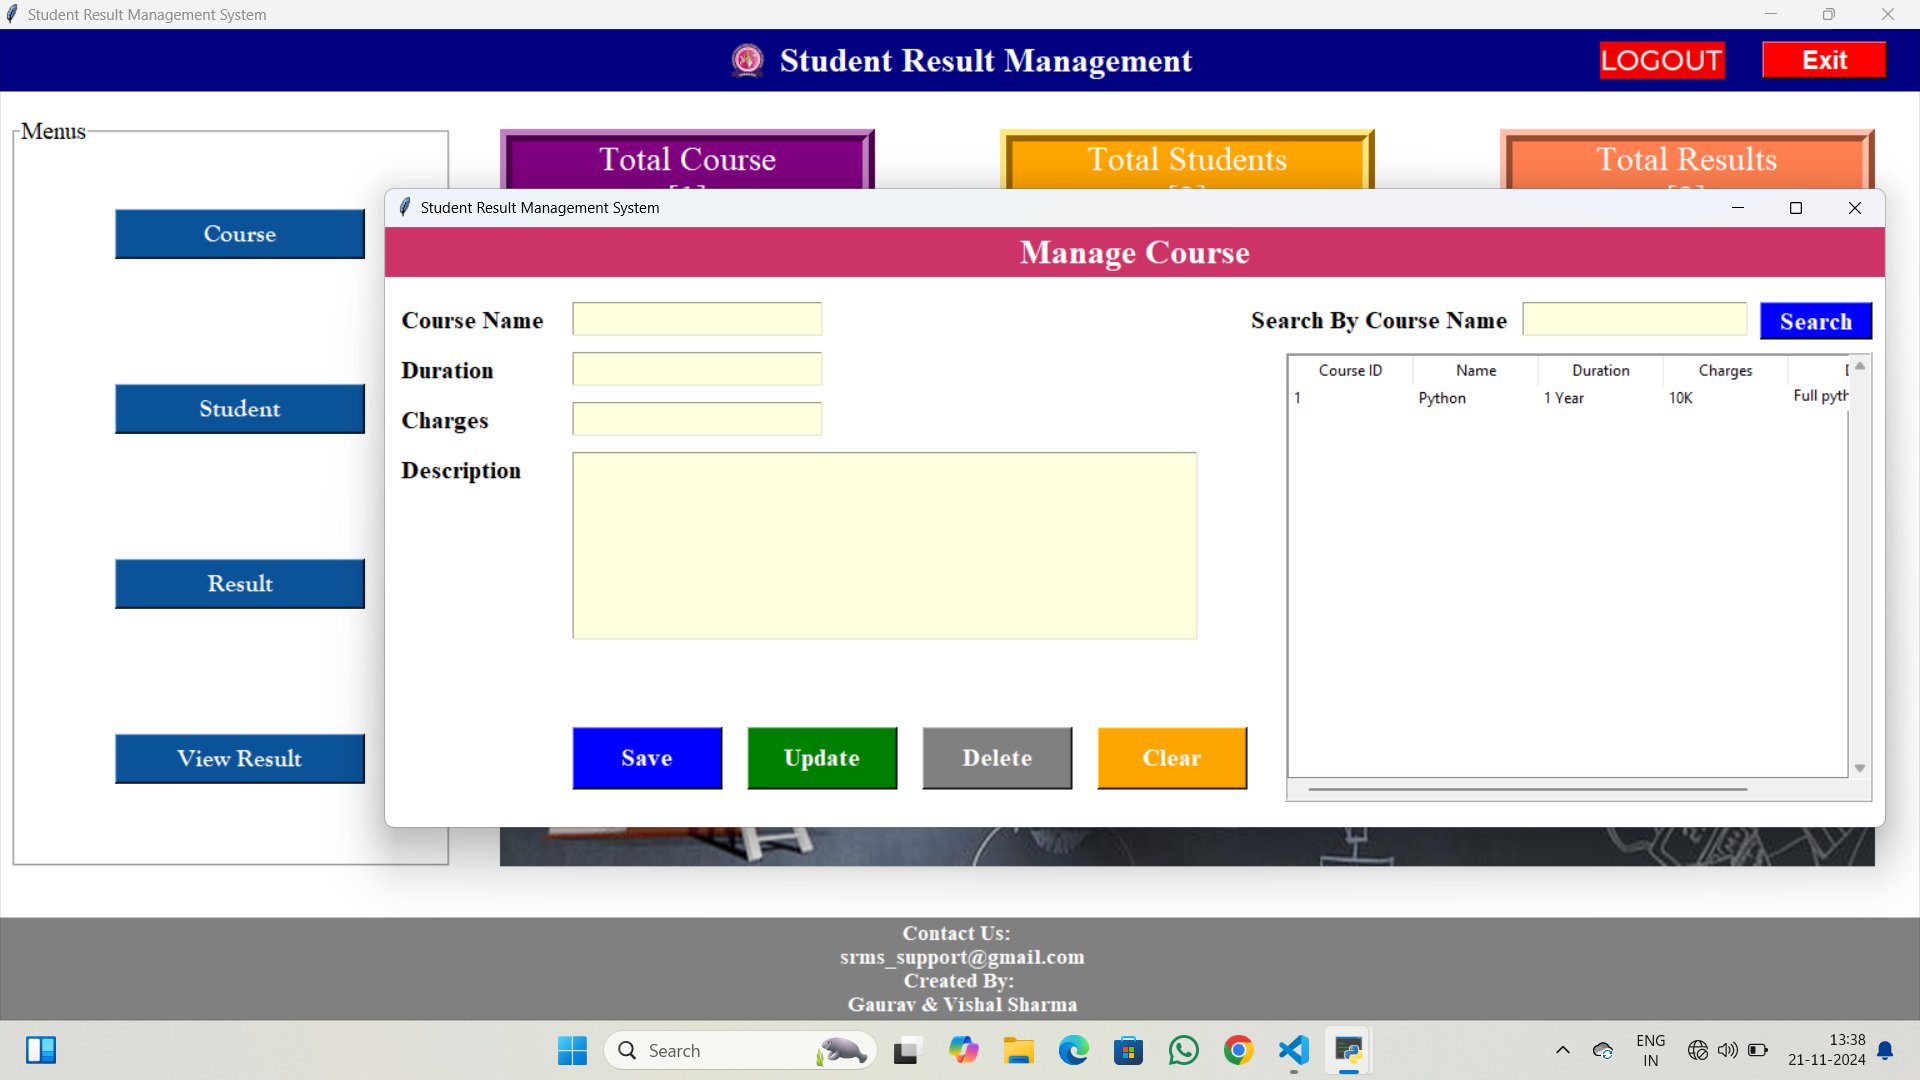 Student Result Management System
Student Result Management
LOGOUT
Exit
Menus
Course
Student
Result
View Result
Total Course
Total Students
Total Results
Student Result Management System
Manage Course
Course Name
Duration
Charges
Description
Search By Course Name
Search
Course ID Name Duration Charges
1 Python 1 Year 10K Full pyth
Save
Update
Delete
Clear
Contact Us:
srms_support@gmail.com
Created By:
Gaurav & Vishal Sharma
Search
ENG
IN
13:38
21-11-2024